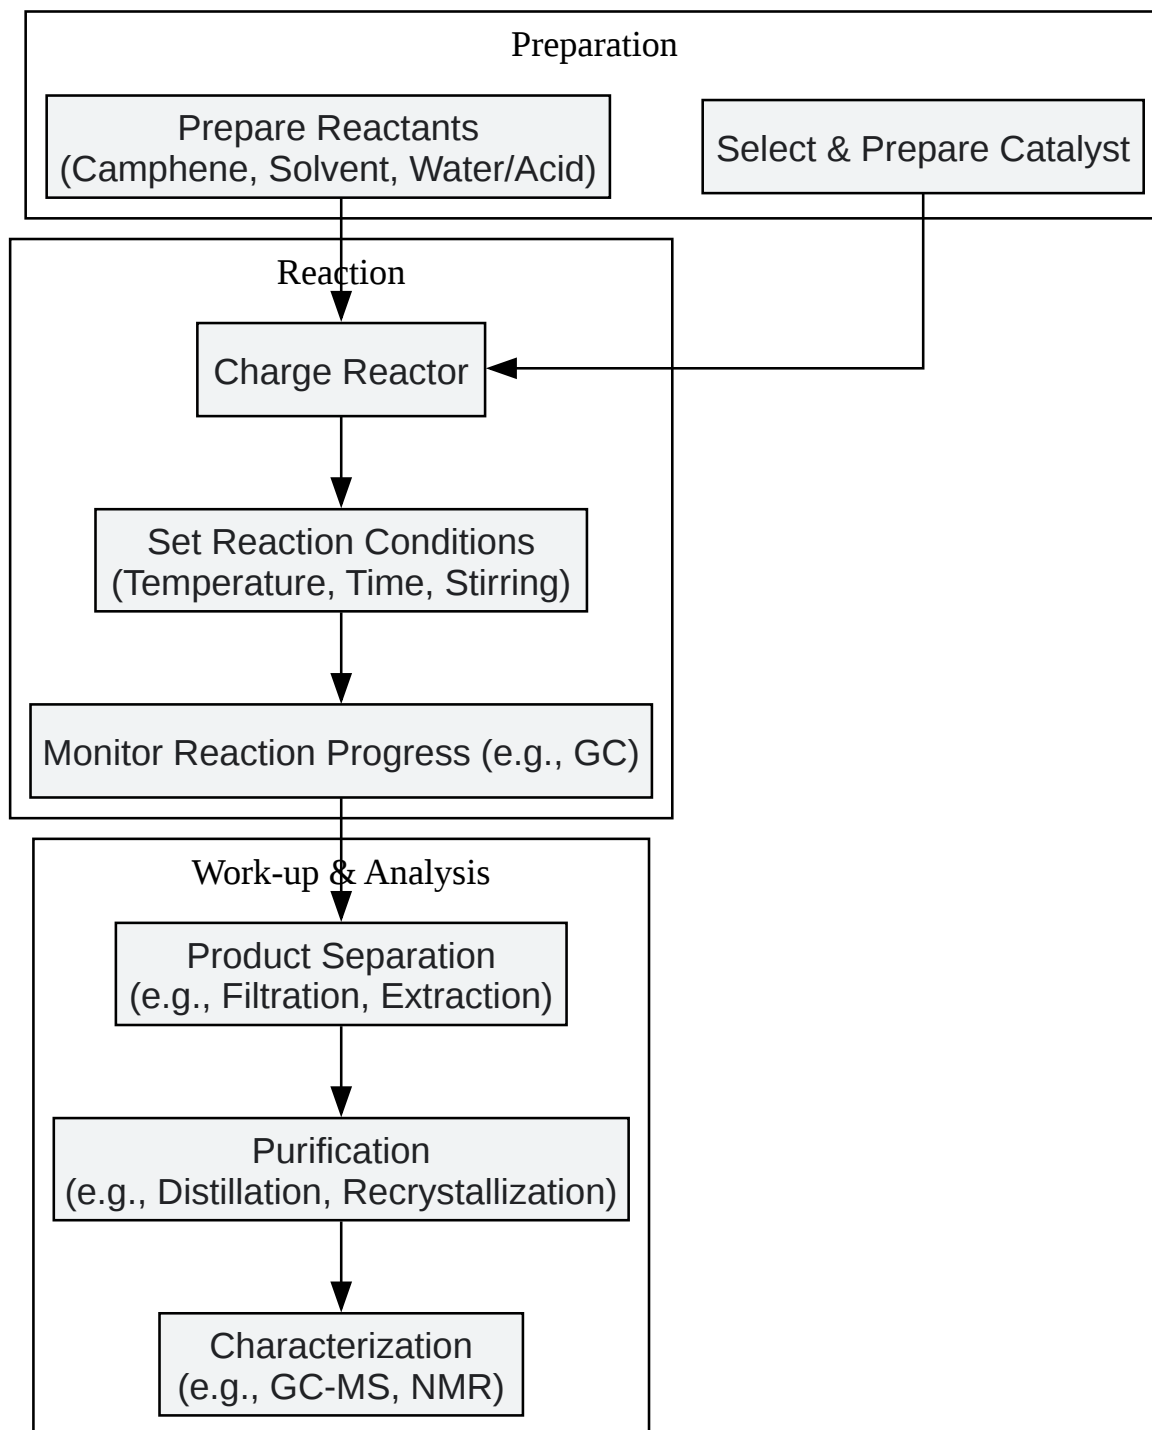 Preparation
Prepare Reactants
(Camphene, Solvent, Water/Acid)
Select & Prepare Catalyst
Reaction
Charge Reactor
Set Reaction Conditions
(Temperature, Time, Stirring)
Monitor Reaction Progress (e.g., GC)
Work-up & Analysis
Product Separation
(e.g., Filtration, Extraction)
Purification
(e.g., Distillation, Recrystallization)
Characterization
(e.g., GC-MS, NMR)